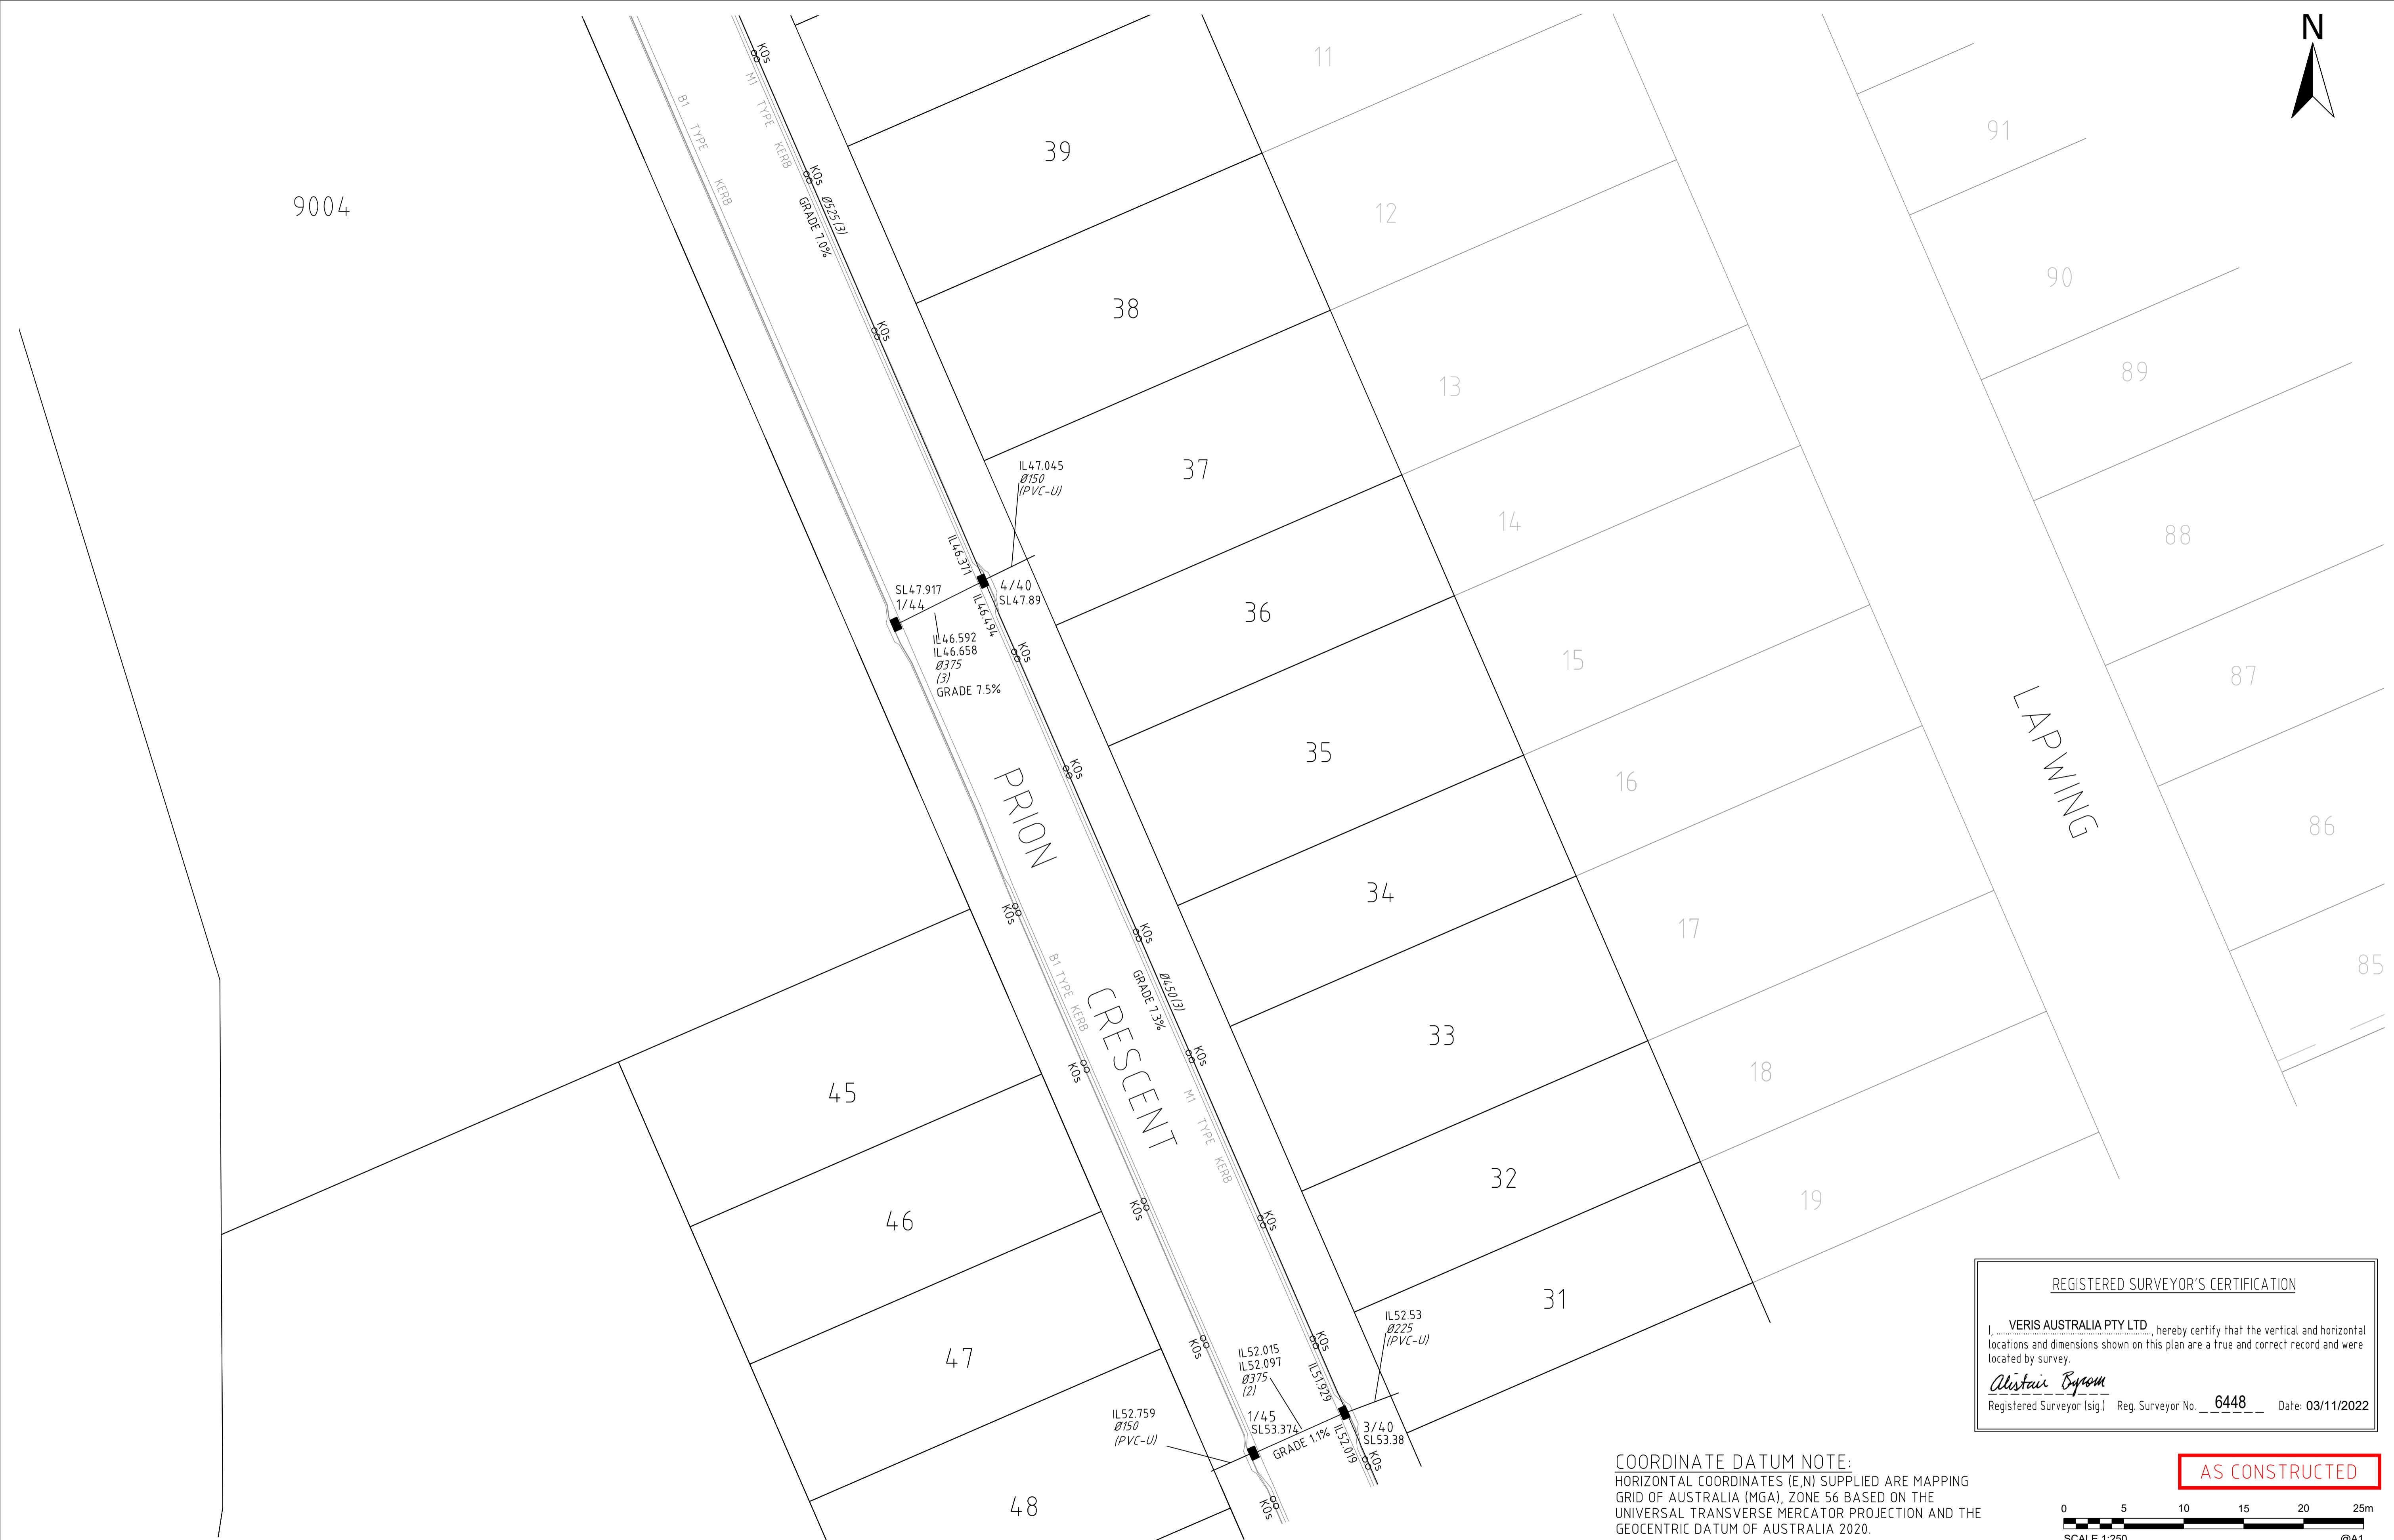 N
KOs
11
M1 TYPE KERB
B1 TYPE KERB
91
39
KOs
9004
Ø525(3)
GRADE 7.0%
12
90
38
KOs
89
13
IL47.045
Ø150
(PVC-U)
37
14
88
IL46.371
SL47.917
1/44
4/40
SL47.89
IL46.494
36
IL46.592
IL46.658
Ø375
(3)
GRADE 7.5%
KOs
15
87
LAPWING
35
KOs
16
PRION
86
34
KOs
KOs
17
85
B1 TYPE KERB
Ø450(3)
GRADE 7.3%
CRESCENT
33
KOs
KOs
18
45
M1 TYPE KERB
32
19
KOs
46
KOs
31
47
KOs
KOs
IL52.53
Ø225
(PVC-U)
IL52.015
IL52.097
Ø375
(2)
IL51.929
IL52.759
Ø150
(PVC-U)
1/45
SL53.374
GRADE 1.1%
3/40
SL53.38
IL52.019
KOs
48
KOs
REGISTERED SURVEYOR'S CERTIFICATION
I, VERIS AUSTRALIA PTY LTD, hereby certify that the vertical and horizontal
locations and dimensions shown on this plan are a true and correct record and were
located by survey.
Alistair Byrom
Registered Surveyor (sig.) Reg. Surveyor No. 6448 Date: 03/11/2022
COORDINATE DATUM NOTE:
HORIZONTAL COORDINATES (E,N) SUPPLIED ARE MAPPING
GRID OF AUSTRALIA (MGA), ZONE 56 BASED ON THE
UNIVERSAL TRANSVERSE MERCATOR PROJECTION AND THE
GEOCENTRIC DATUM OF AUSTRALIA 2020.
AS CONSTRUCTED
0 5 10 15 20 25m
SCALE 1:250 @A1